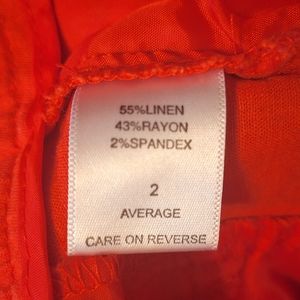 55%LINEN
43%RAYON
2%SPANDEX
2
AVERAGE
CARE ON REVERSE